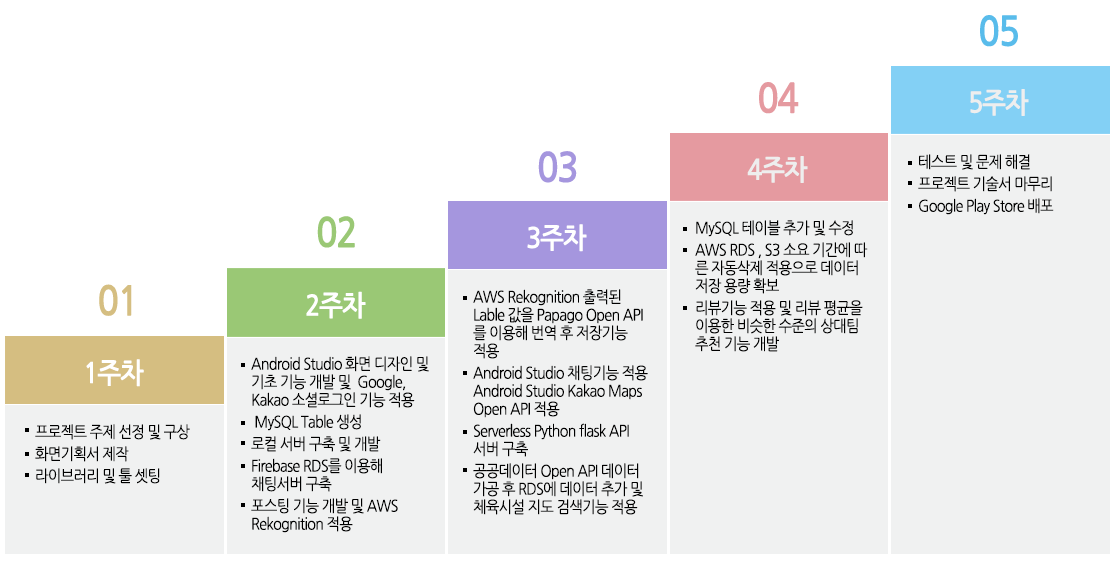 01
1주차
▪ 프로젝트 주제 선정 및 구상
▪ 화면기획서 제작
▪ 라이브러리 및 툴 셋팅
02
2주차
▪ Android Studio 화면 디자인 및
기초 기능 개발 및 Google,
Kakao 소셜로그인 기능 적용
▪ MySQL Table 생성
▪ 로컬 서버 구축 및 개발
▪ Firebase RDS를 이용해
채팅서버 구축
▪ 포스팅 기능 개발 및 AWS
Rekognition 적용
03
3주차
▪ AWS Rekognition 출력된
Lable 값을 Papago Open API
를 이용해 번역 후 저장기능
적용
▪ Android Studio 채팅기능 적용
Android Studio Kakao Maps
Open API 적용
▪ Serverless Python flask API
서버 구축
▪ 공공데이터 Open API 데이터
가공 후 RDS에 데이터 추가 및
체육시설 지도 검색기능 적용
04
4주차
▪ MySQL 테이블 추가 및 수정
▪ AWS RDS , S3 소요 기간에 따
른 자동삭제 적용으로 데이터
저장 용량 확보
▪ 리뷰기능 적용 및 리뷰 평균을
이용한 비슷한 수준의 상대팀
추천 기능 개발
05
5주차
▪ 테스트 및 문제 해결
▪ 프로젝트 기술서 마무리
▪ Google Play Store 배포